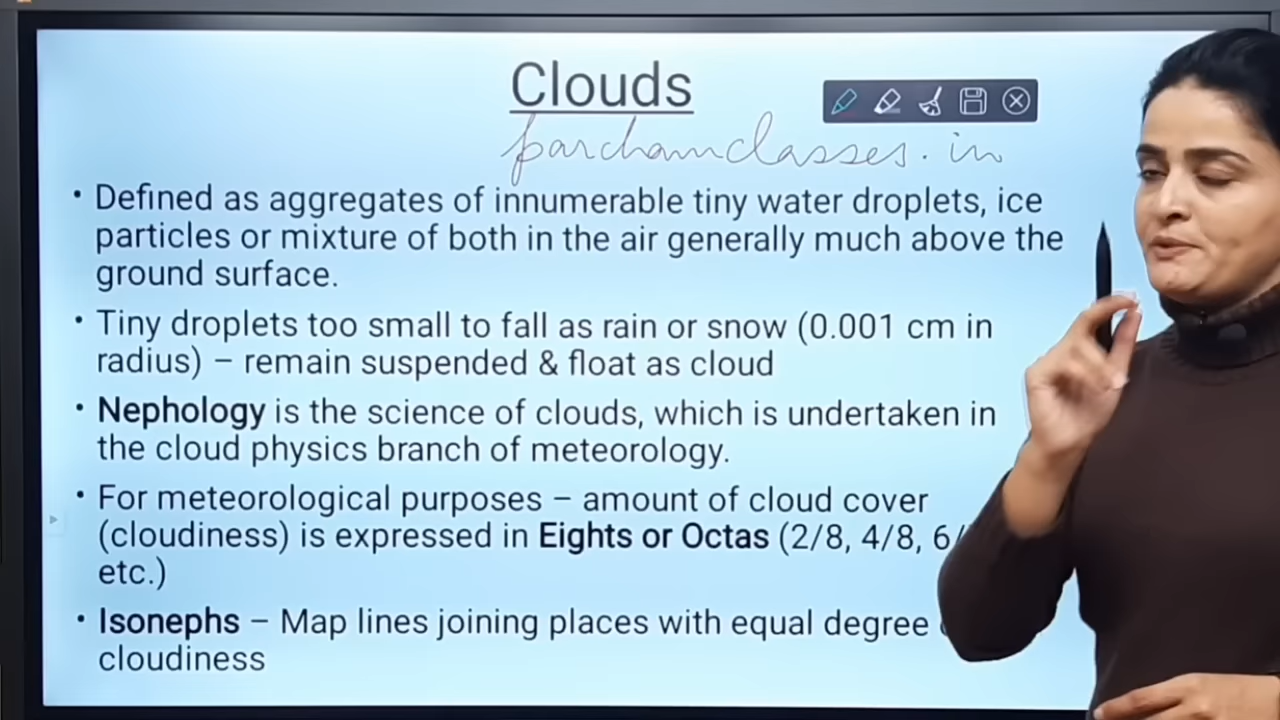 Clouds
parchamclasses.in
• Defined as aggregates of innumerable tiny water droplets, ice
particles or mixture of both in the air generally much above the
ground surface.
• Tiny droplets too small to fall as rain or snow (0.001 cm in
radius) – remain suspended & float as cloud
• Nephology is the science of clouds, which is undertaken in
the cloud physics branch of meteorology.
• For meteorological purposes – amount of cloud cover
(cloudiness) is expressed in Eights or Octas (2/8, 4/8, 6/
etc.)
• Isonephs – Map lines joining places with equal degree
cloudiness